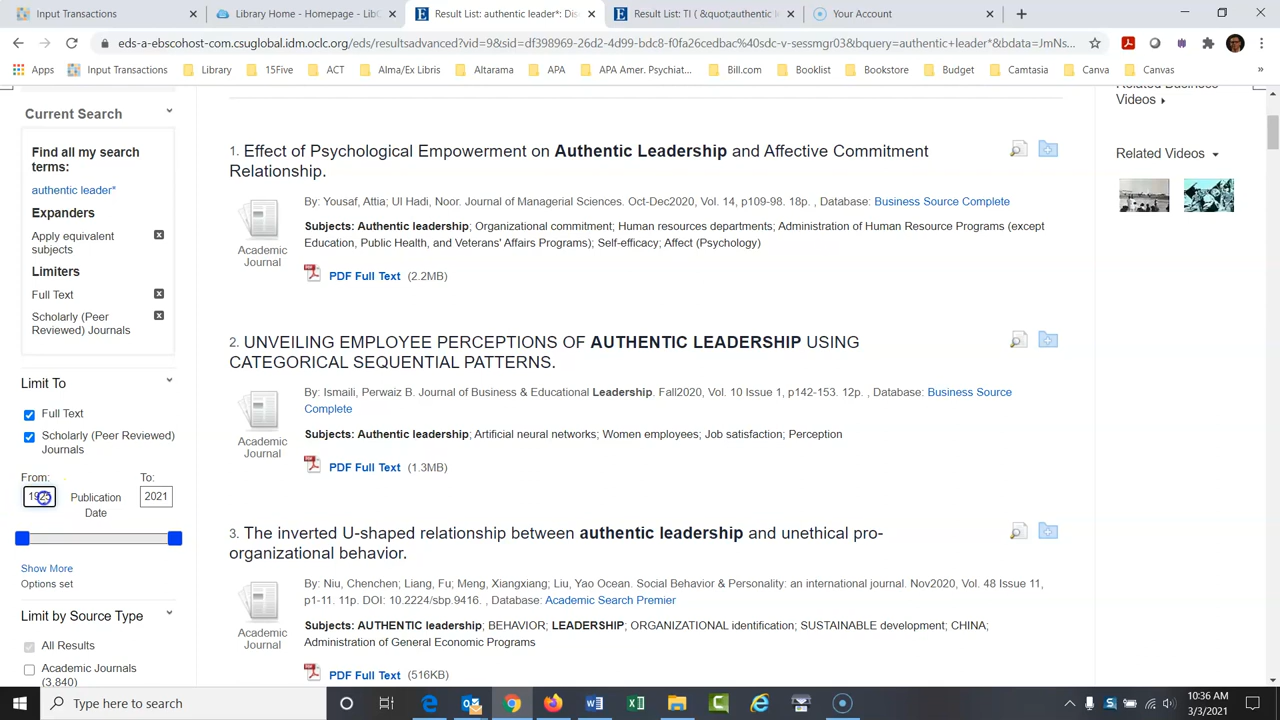 Input Transactions
Library Home - Homepage - LibC
Result List: authentic leader*: Dis
Result List: TI ( &quot;authentic l
Your Account
eds-a-ebscohost-com.csuglobal.idm.oclc.org/eds/resultsadvanced?vid=9&sid=df398969-26d2-4d99-bdc8-f0fa26cedbac%40sdc-v-sessmgr03&bquery=authentic+leader*&bdata=JmNs...
Apps
Input Transactions
Library
15Five
ACT
Alma/Ex Libris
Altarama
APA
APA Amer. Psychiat...
Bill.com
Booklist
Bookstore
Budget
Camtasia
Canva
Canvas
»
Current Search
Find all my search
terms:
authentic leader*
Expanders
Apply equivalent
subjects
Limiters
Full Text
Scholarly (Peer
Reviewed) Journals
Limit To
Full Text
Scholarly (Peer Reviewed)
Journals
From:
To:
Publication
Date
2021
Show More
Options set
Limit by Source Type
All Results
Academic Journals
(3,840)
1. Effect of Psychological Empowerment on Authentic Leadership and Affective Commitment
Relationship.
By: Yousaf, Attia; Ul Hadi, Noor. Journal of Managerial Sciences. Oct-Dec2020, Vol. 14, p109-98. 18p. , Database: Business Source Complete
Subjects: Authentic leadership; Organizational commitment; Human resources departments; Administration of Human Resource Programs (except
Education, Public Health, and Veterans' Affairs Programs); Self-efficacy; Affect (Psychology)
Academic
Journal
PDF Full Text (2.2MB)
2. UNVEILING EMPLOYEE PERCEPTIONS OF AUTHENTIC LEADERSHIP USING
CATEGORICAL SEQUENTIAL PATTERNS.
By: Ismaili, Perwaiz B. Journal of Business & Educational Leadership. Fall2020, Vol. 10 Issue 1, p142-153. 12p. , Database: Business Source
Complete
Subjects: Authentic leadership; Artificial neural networks; Women employees; Job satisfaction; Perception
Academic
Journal
PDF Full Text (1.3MB)
3. The inverted U-shaped relationship between authentic leadership and unethical pro-
organizational behavior.
By: Niu, Chenchen; Liang, Fu; Meng, Xiangxiang; Liu, Yao Ocean. Social Behavior & Personality: an international journal. Nov2020, Vol. 48 Issue 11,
p1-11. 11p. DOI: 10.2224/sbp.9416. , Database: Academic Search Premier
Subjects: AUTHENTIC leadership; BEHAVIOR; LEADERSHIP; ORGANIZATIONAL identification; SUSTAINABLE development; CHINA;
Administration of General Economic Programs
Academic
Journal
PDF Full Text (516KB)
Videos
Related Videos
Type here to search
10:36 AM
3/3/2021